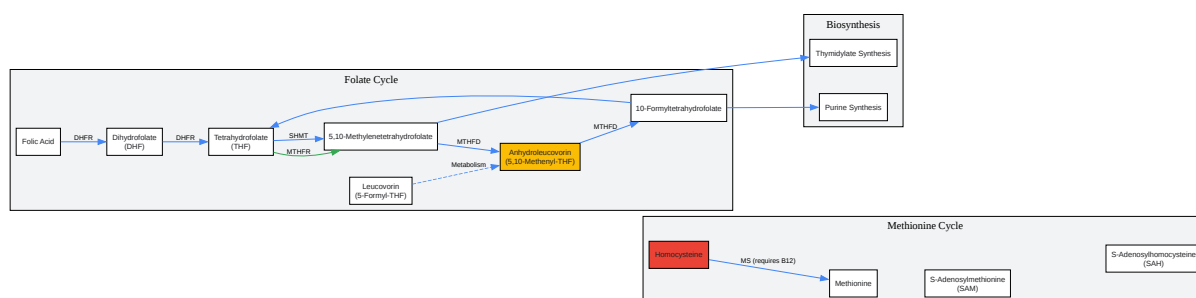 Biosynthesis
Thymidylate Synthesis
Purine Synthesis
Folate Cycle
Folic Acid
DHFR
Dihydrofolate
(DHF)
DHFR
Tetrahydrofolate
(THF)
SHMT
MTHFR
5,10-Methylenetetrahydrofolate
MTHFD
Metabolism
Leucovorin
(5-Formyl-THF)
Anhydroleucovorin
(5,10-Methenyl-THF)
MTHFD
10-Formyltetrahydrofolate
Methionine Cycle
Homocysteine
MS (requires B12)
Methionine
S-Adenosylmethionine
(SAM)
S-Adenosylhomocysteine
(SAH)